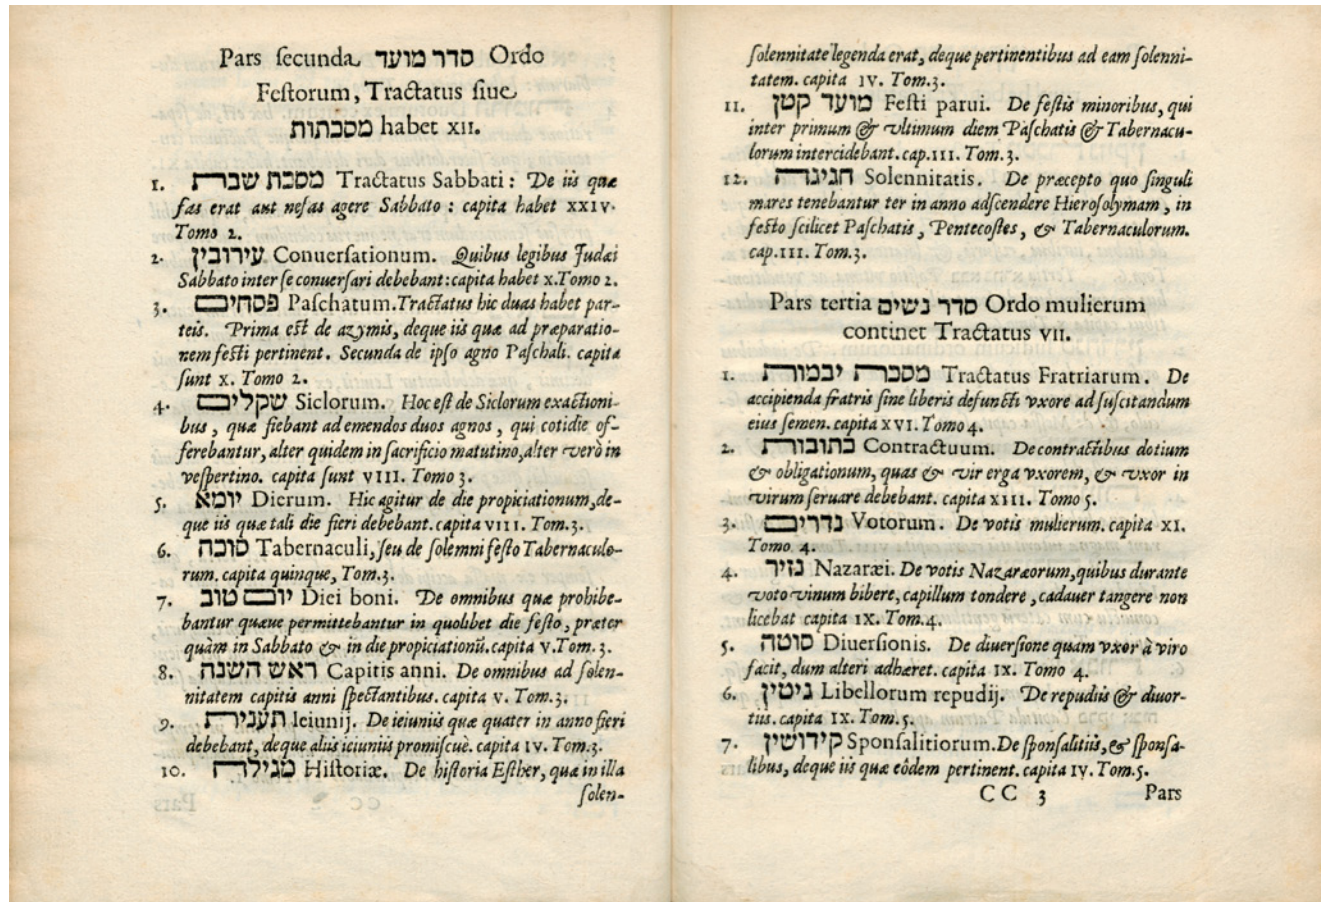 Pars ſecunda סדר מועד Ordo
Feſtorum, Tractatus ſiue
מסכתות habet XII.
1. מסכת שברת Tractatus Sabbati: De iis quæ
fas erat aut nefas agere Sabbato: capita habet XXIV.
Tomo 2.
2. עירובין Conuerſationum. Quibus legibus Judæi
Sabbato inter ſe conuerſari debebant: capita habet X. Tomo 2.
3. פסחים Paſchatum. Tractatus hic duas habet par-
teis. Prima eſt de azymis, deque iis quæ ad præparatio-
nem feſti pertinent. Secunda de ipſo agno Paſchali. capita
ſunt X. Tomo 2.
4. שקלים Siclorum. Hoc eſt de Siclorum exactioni-
bus, quæ fiebant ad emendos duos agnos, qui cotidie of-
ferebantur, alter quidem in ſacrificio matutino, alter verò in
veſpertino. capita ſunt VIII. Tomo 3.
5. יומא Dierum. Hic agitur de die propiciationum, de-
que iis quæ tali die fieri debebant. capita VIII. Tom.3.
6. סוכה Tabernaculi, ſeu de ſolemni feſto Tabernaculo-
rum. capita quinque, Tom.3.
7. יום טוב Diei boni. De omnibus quæ prohibe-
bantur quæue permittebantur in quolibet die feſto, præter
quàm in Sabbato & in die propiciationū. capita V. Tom.3.
8. ראש השנה Capitis anni. De omnibus ad ſolen-
nitatem capitis anni ſpectantibus. capita V. Tom.3.
9. תענית Ieiunij. De ieiuniis quæ quater in anno fieri
debebant, deque aliis ieiuniis promiſcuè. capita IV. Tom.3.
10. מגילה Hiſtoriæ. De hiſtoria Eſther, quæ in illa
ſolen-
ſolennitate legenda erat, deque pertinentibus ad eam ſolenni-
tatem. capita IV. Tom.3.
11. מועד קטן Feſti parui. De feſtis minoribus, qui
inter primum & vltimum diem Paſchatis & Tabernacu-
lorum intercidebant. cap.III. Tom.3.
12. חגיגה Solennitatis. De præcepto quo ſinguli
mares tenebantur ter in anno adſcendere Hieroſolymam, in
feſto ſcilicet Paſchatis, Pentecoſtes, & Tabernaculorum.
cap.III. Tom.3.
Pars tertia סדר נשים Ordo mulierum
continet Tractatus VII.
1. מסכת יבמות Tractatus Fratriarum. De
accipienda fratris ſine liberis defuncti vxore ad ſuſcitandum
eius ſemen. capita XVI. Tomo 4.
2. כתובות Contractuum. De contractibus dotium
& obligationum, quas & vir erga vxorem, & vxor in
virum ſeruare debebant. capita XIII. Tomo 5.
3. נדרים Votorum. De votis mulierum. capita XI.
Tomo 4.
4. נזיר Nazaræi. De votis Nazaræorum, quibus durante
voto vinum bibere, capillum tondere, cadauer tangere non
licebat capita IX. Tom.4.
5. סוטה Diuerſionis. De diuerſione quam vxor à viro
facit, dum alteri adhæret. capita IX. Tomo 4.
6. גיטין Libellorum repudij. De repudiis & diuor-
tiis. capita IX. Tom.5.
7. קידושין Sponſalitiorum. De ſponſalitiis, & ſponſa-
libus, deque iis quæ eôdem pertinent. capita IV. Tom.5.
CC 3 Pars